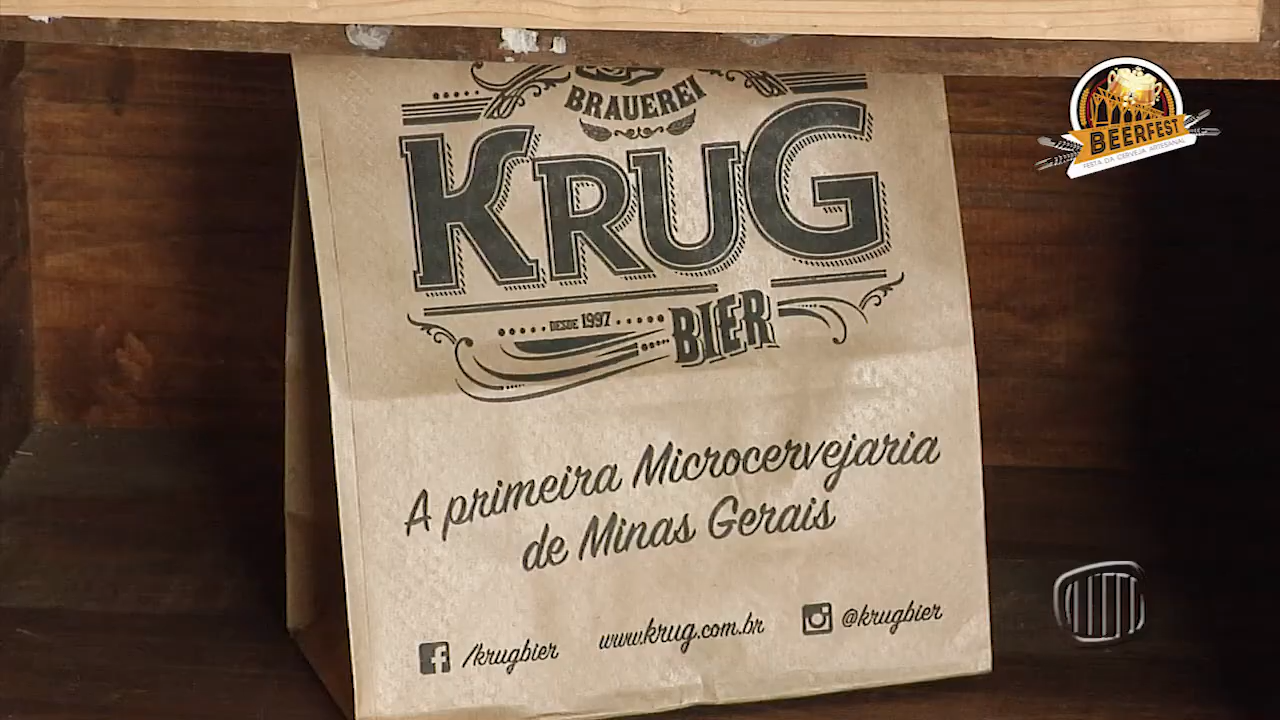 BRAUEREI
KRUG
DESDE 1997
BIER
A primeira Microcervejaria
de Minas Gerais
/krugbier
www.krug.com.br
@krugbier
BEERFEST
FESTA DA CERVEJA ARTESANAL